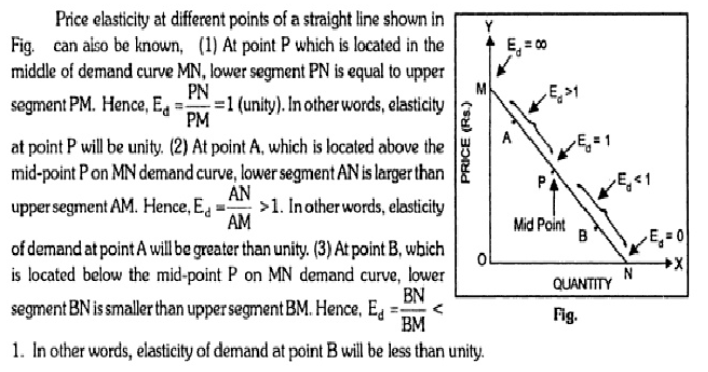 Price elasticity at different points of a straight line shown in
Fig. can also be known, (1) At point P which is located in the
middle of demand curve MN, lower segment PN is equal to upper
segment PM. Hence, E_d = PN/PM = 1 (unity). In other words, elasticity
at point P will be unity. (2) At point A, which is located above the
mid-point P on MN demand curve, lower segment AN is larger than
upper segment AM. Hence, E_d = AN/AM > 1. In other words, elasticity
of demand at point A will be greater than unity. (3) At point B, which
is located below the mid-point P on MN demand curve, lower
segment BN is smaller than upper segment BM. Hence, E_d = BN/BM <
1. In other words, elasticity of demand at point B will be less than unity.
Y
E_d = ∞
M
E_d >1
A
E_d = 1
P
E_d < 1
Mid Point
B
E_d = 0
O
N
X
PRICE (Rs.)
QUANTITY
Fig.